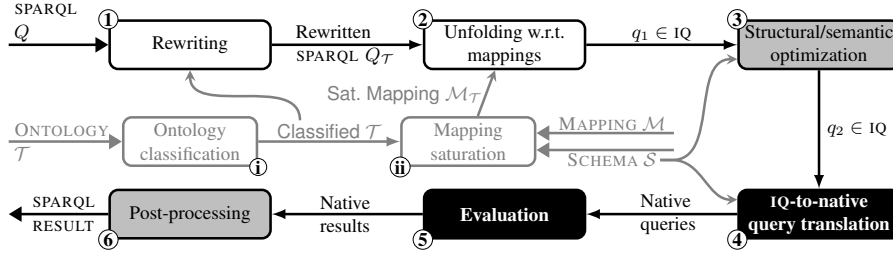 SPARQL
Q
1
Rewriting
Rewritten
SPARQL Q_𝒯
2
Unfolding w.r.t.
mappings
q₁ ∈ IQ
3
Structural/semantic
optimization
Sat. Mapping ℳ_𝒯
q₂ ∈ IQ
ONTOLOGY
𝒯
Ontology
classification
i
Classified 𝒯
Mapping
saturation
ii
MAPPING ℳ
SCHEMA 𝒮
SPARQL
RESULT
Post-processing
6
Native
results
Evaluation
5
Native
queries
IQ-to-native
query translation
4